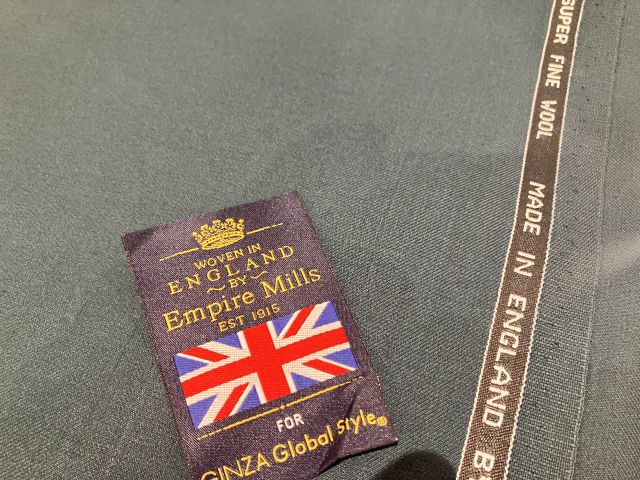 WOVEN IN
ENGLAND
BY
Empire Mills
EST 1915
FOR
GINZA Global Style®
SUPER FINE WOOL MADE IN ENGLAND